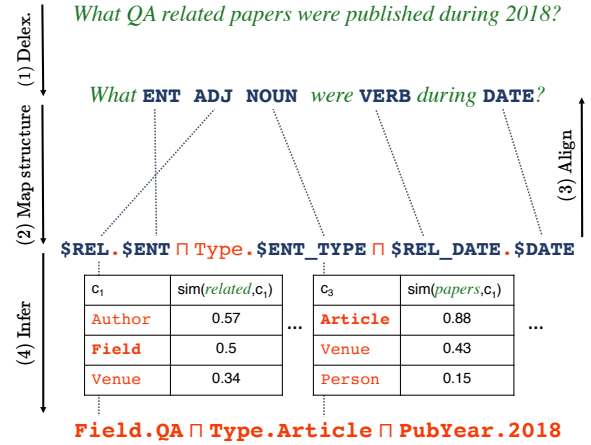 What QA related papers were published during 2018?
(1) Delex.
What ENT ADJ NOUN were VERB during DATE?
(2) Map structure
(3) Align
$REL.$ENT ⊓ Type.$ENT_TYPE ⊓ $REL_DATE.$DATE
(4) Infer
c1 sim(related,c1)
Author 0.57
Field 0.5
Venue 0.34
...
c3 sim(papers,c1)
Article 0.88
Venue 0.43
Person 0.15
...
Field.QA ⊓ Type.Article ⊓ PubYear.2018